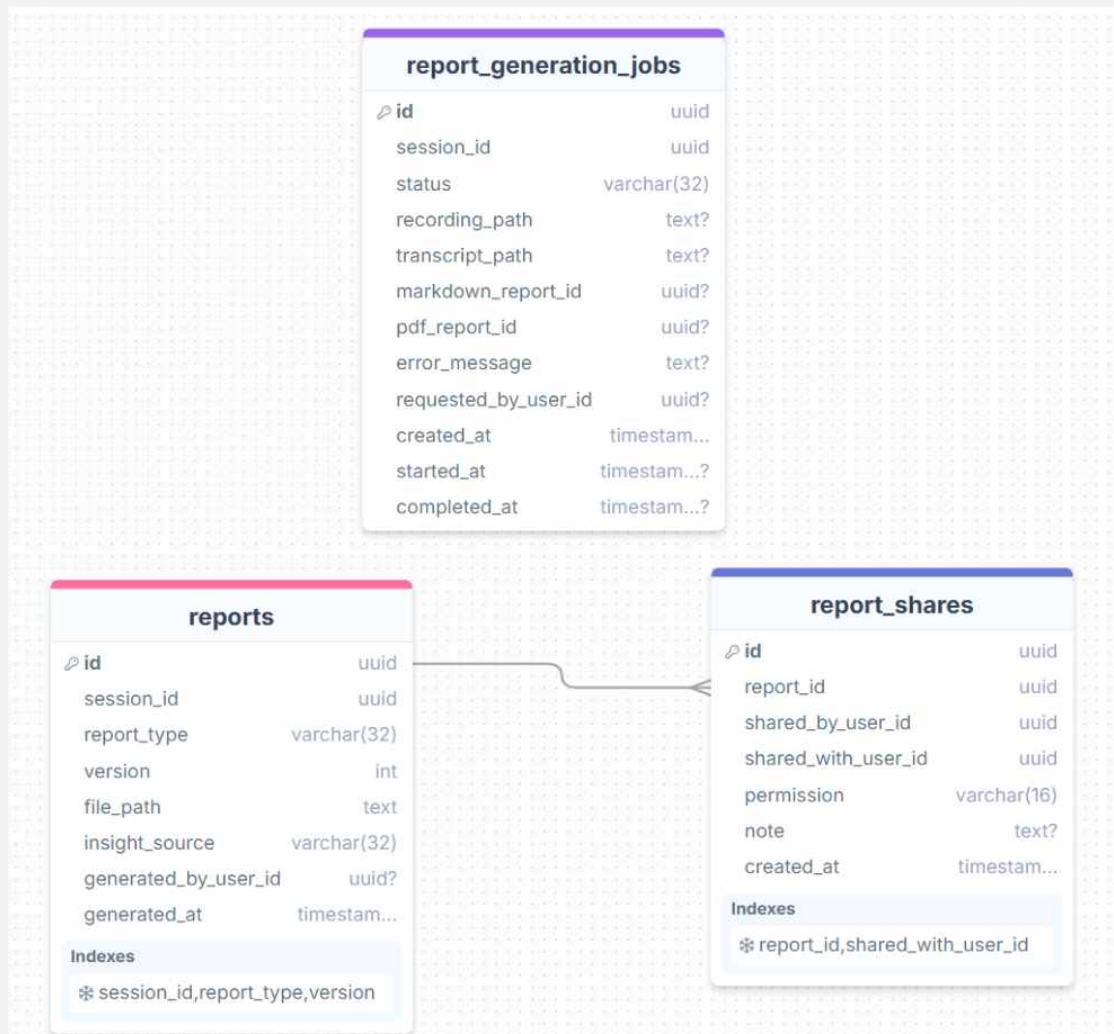 report_generation_jobs
id uuid
session_id uuid
status varchar(32)
recording_path text?
transcript_path text?
markdown_report_id uuid?
pdf_report_id uuid?
error_message text?
requested_by_user_id uuid?
created_at timestam...
started_at timestam...?
completed_at timestam...?
reports
id uuid
session_id uuid
report_type varchar(32)
version int
file_path text
insight_source varchar(32)
generated_by_user_id uuid?
generated_at timestam...
Indexes
session_id,report_type,version
report_shares
id uuid
report_id uuid
shared_by_user_id uuid
shared_with_user_id uuid
permission varchar(16)
note text?
created_at timestam...
Indexes
report_id,shared_with_user_id